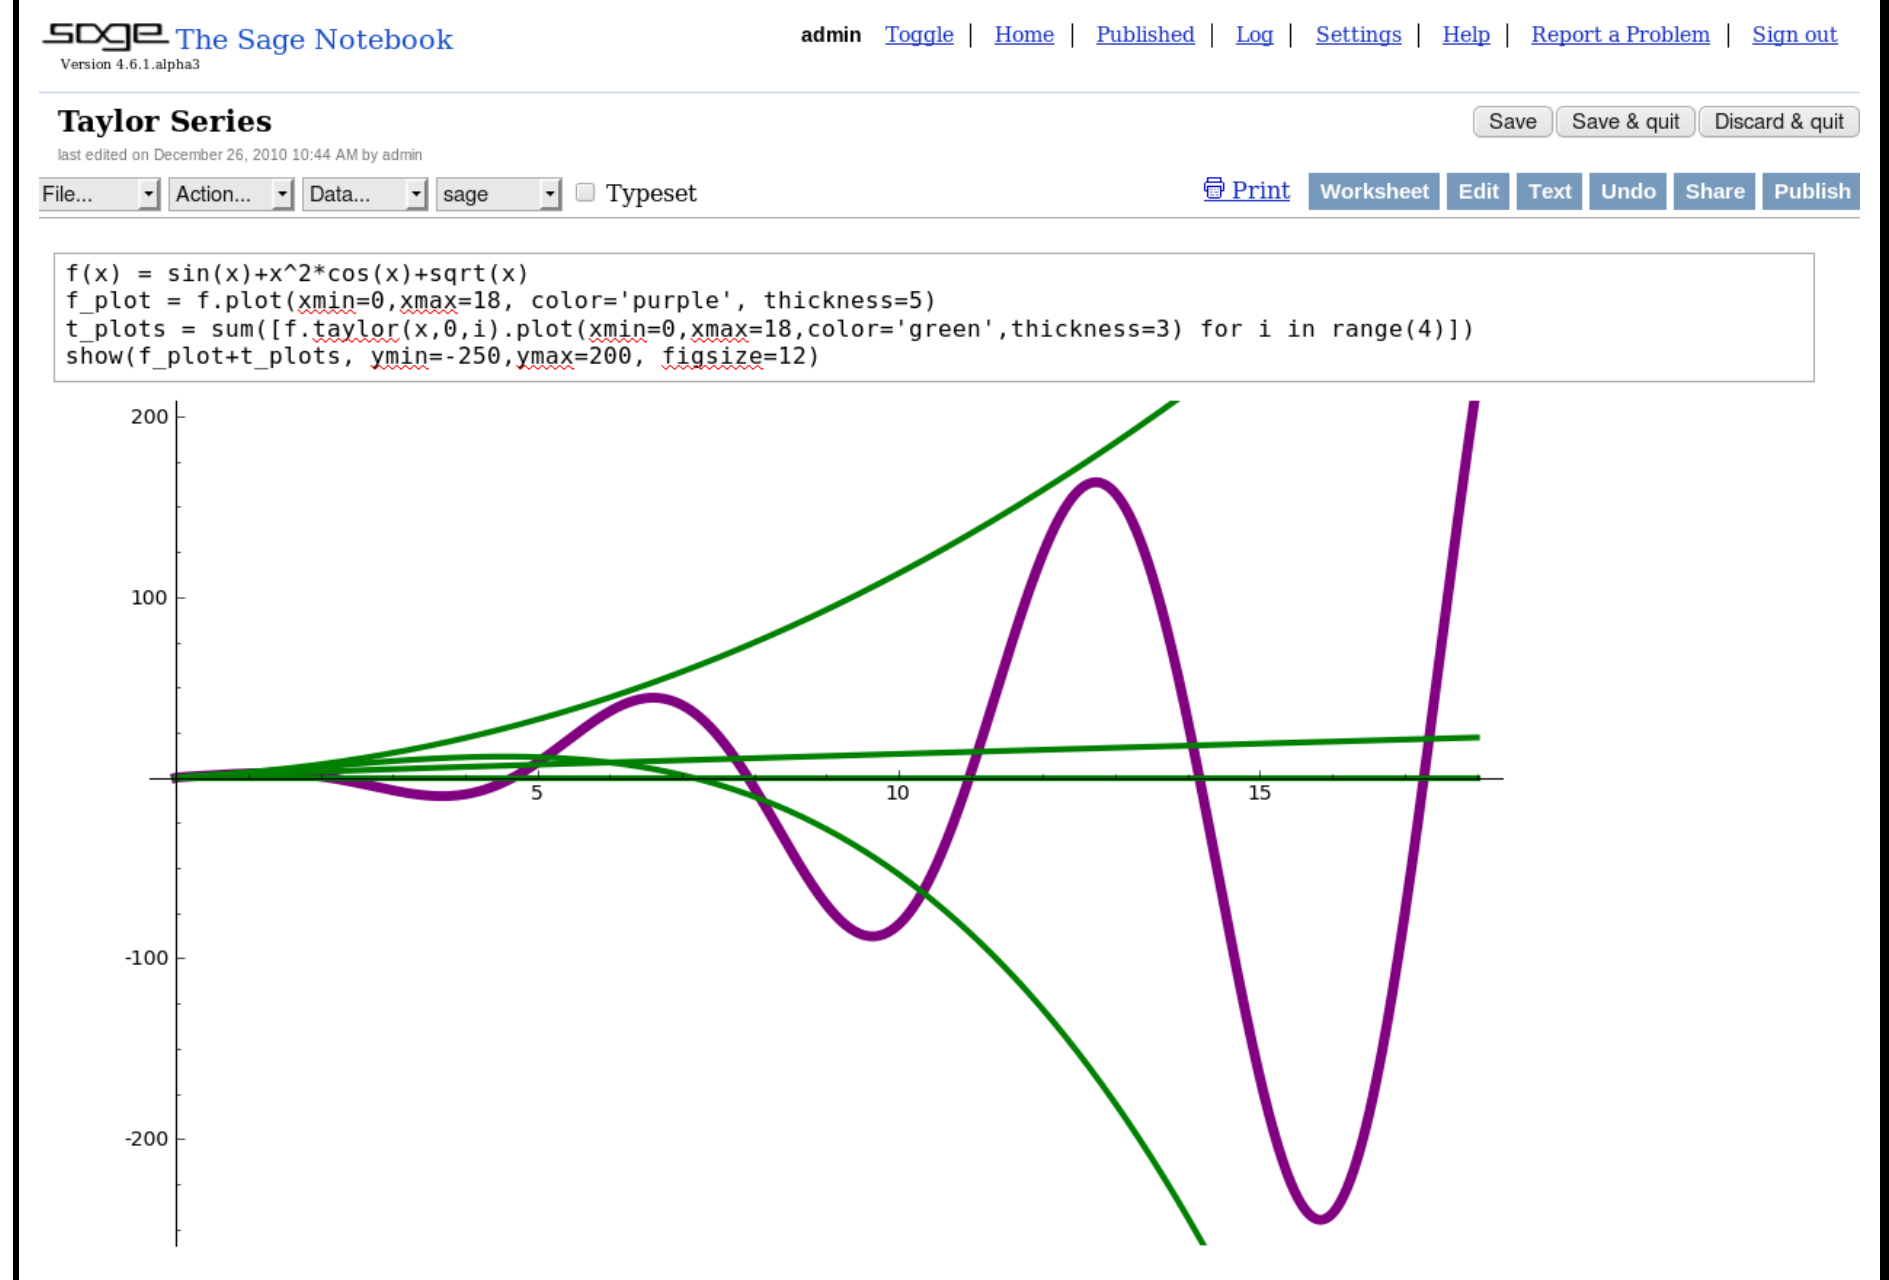 sage The Sage Notebook
Version 4.6.1.alpha3
admin Toggle | Home | Published | Log | Settings | Help | Report a Problem | Sign out
Taylor Series
Save Save & quit Discard & quit
last edited on December 26, 2010 10:44 AM by admin
File... Action... Data... sage Typeset Print Worksheet Edit Text Undo Share Publish
f(x) = sin(x)+x^2*cos(x)+sqrt(x)
f_plot = f.plot(xmin=0,xmax=18, color='purple', thickness=5)
t_plots = sum([f.taylor(x,0,i).plot(xmin=0,xmax=18,color='green',thickness=3) for i in range(4)])
show(f_plot+t_plots, ymin=-250,ymax=200, figsize=12)
200
100
5 10 15
-100
-200